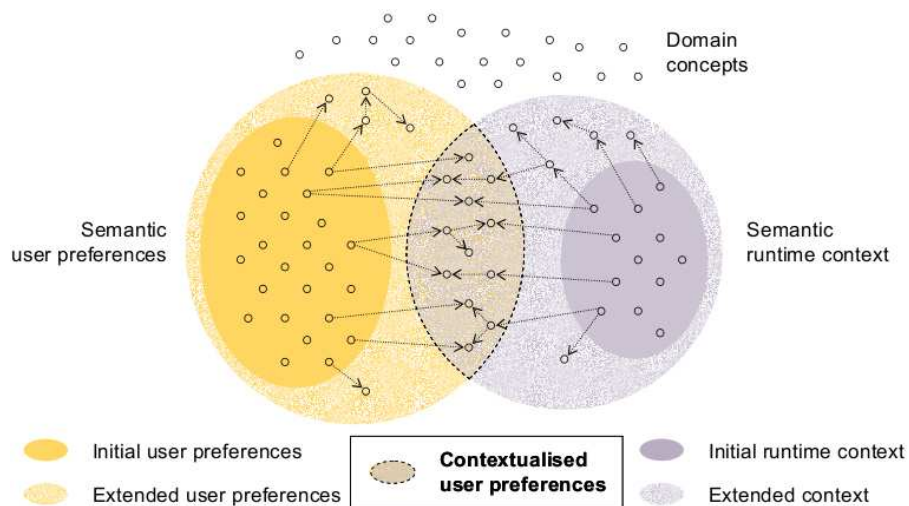 Domain
concepts
Semantic
user preferences
Semantic
runtime context
Initial user preferences
Extended user preferences
Contextualised
user preferences
Initial runtime context
Extended context